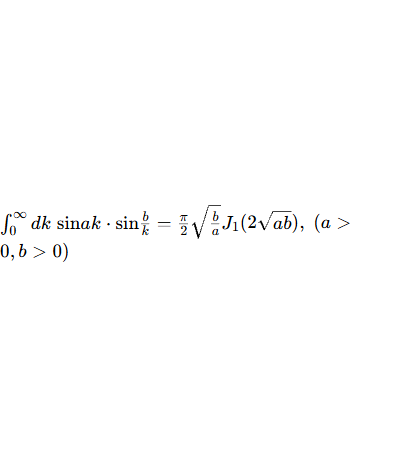 ∫₀^∞ dk sinak · sin b/k = π/2 √(b/a) J₁(2√(ab)), (a >
0, b > 0)